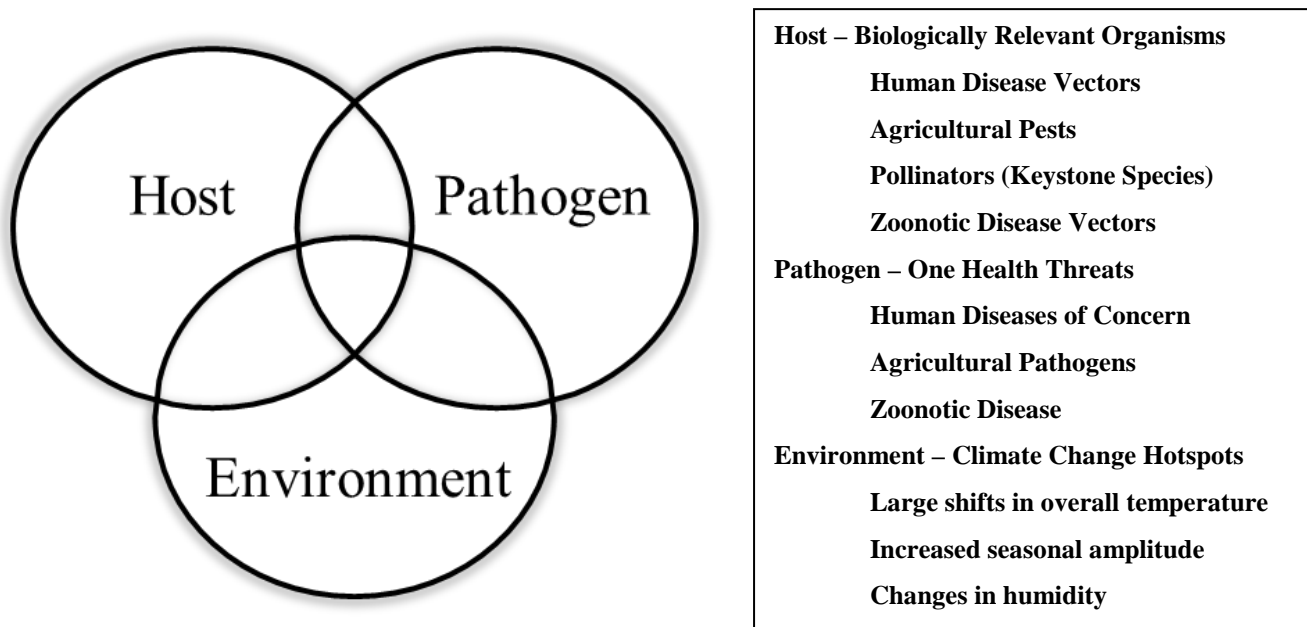 Host
Pathogen
Environment
Host – Biologically Relevant Organisms
Human Disease Vectors
Agricultural Pests
Pollinators (Keystone Species)
Zoonotic Disease Vectors
Pathogen – One Health Threats
Human Diseases of Concern
Agricultural Pathogens
Zoonotic Disease
Environment – Climate Change Hotspots
Large shifts in overall temperature
Increased seasonal amplitude
Changes in humidity